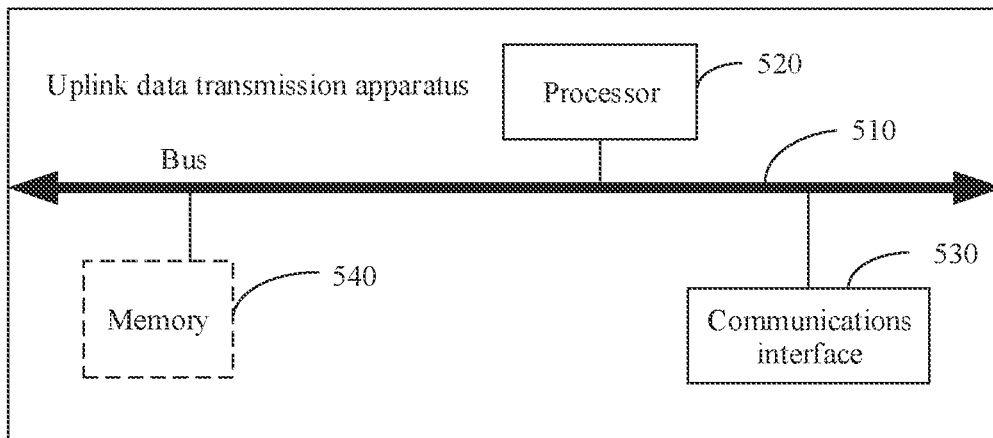 Uplink data transmission apparatus
Processor
520
510
Bus
Memory
540
530
Communications
interface